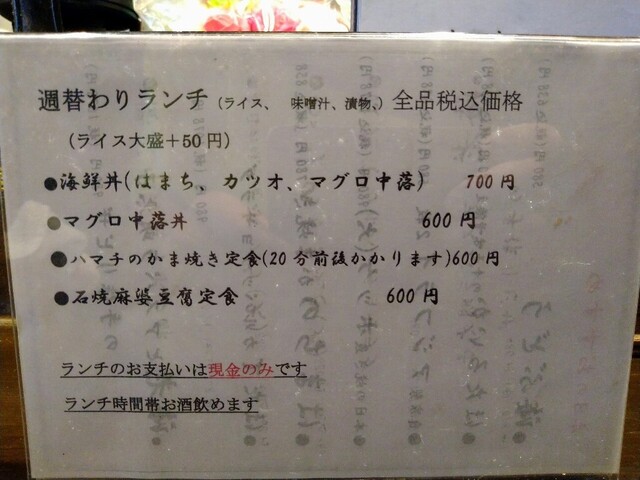 週替わりランチ(ライス、 味噌汁、漬物、)全品税込価格
(ライス大盛+50円)
●海鮮丼(はまち、カツオ、マグロ中落) 700円
●マグロ中落丼 600円
●ハマチのかま焼き定食(20分前後かかります)600円
●石焼麻婆豆腐定食 600円
ランチのお支払いは現金のみです
ランチ時間帯お酒飲めます